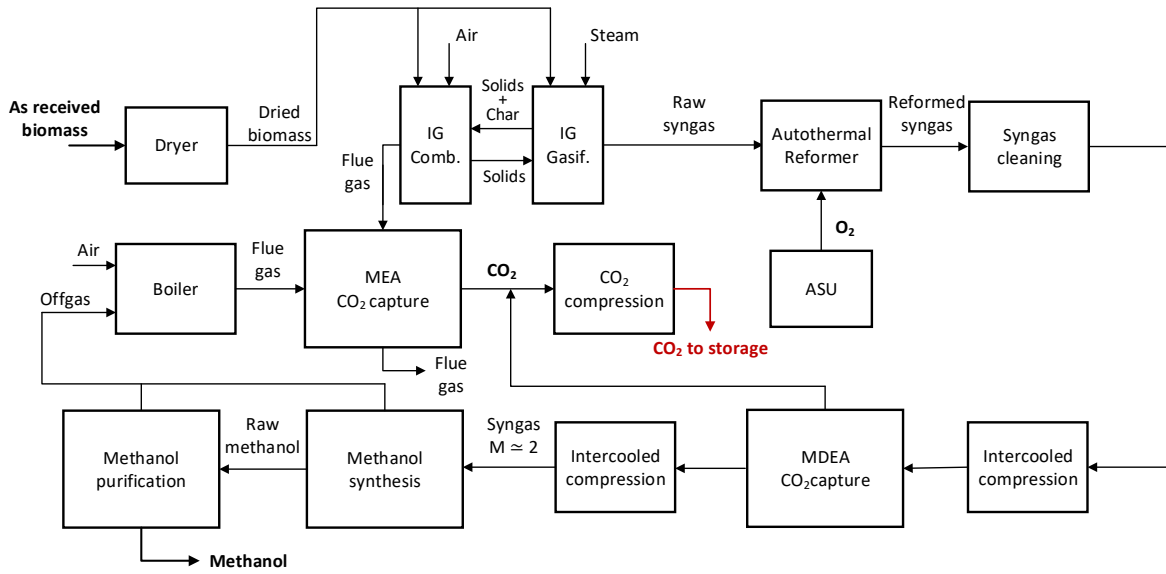 Air
Steam
As received
biomass
Dryer
Dried
biomass
Solids
+
Char
IG
Comb.
IG
Gasif.
Solids
Flue
gas
Raw
syngas
Autothermal
Reformer
Reformed
syngas
Syngas
cleaning
O₂
ASU
Air
Offgas
Boiler
Flue
gas
MEA
CO₂ capture
CO₂
CO₂
compression
CO₂ to storage
Flue
gas
Methanol
purification
Raw
methanol
Methanol
synthesis
Syngas
M ≃ 2
Intercooled
compression
MDEA
CO₂capture
Intercooled
compression
Methanol